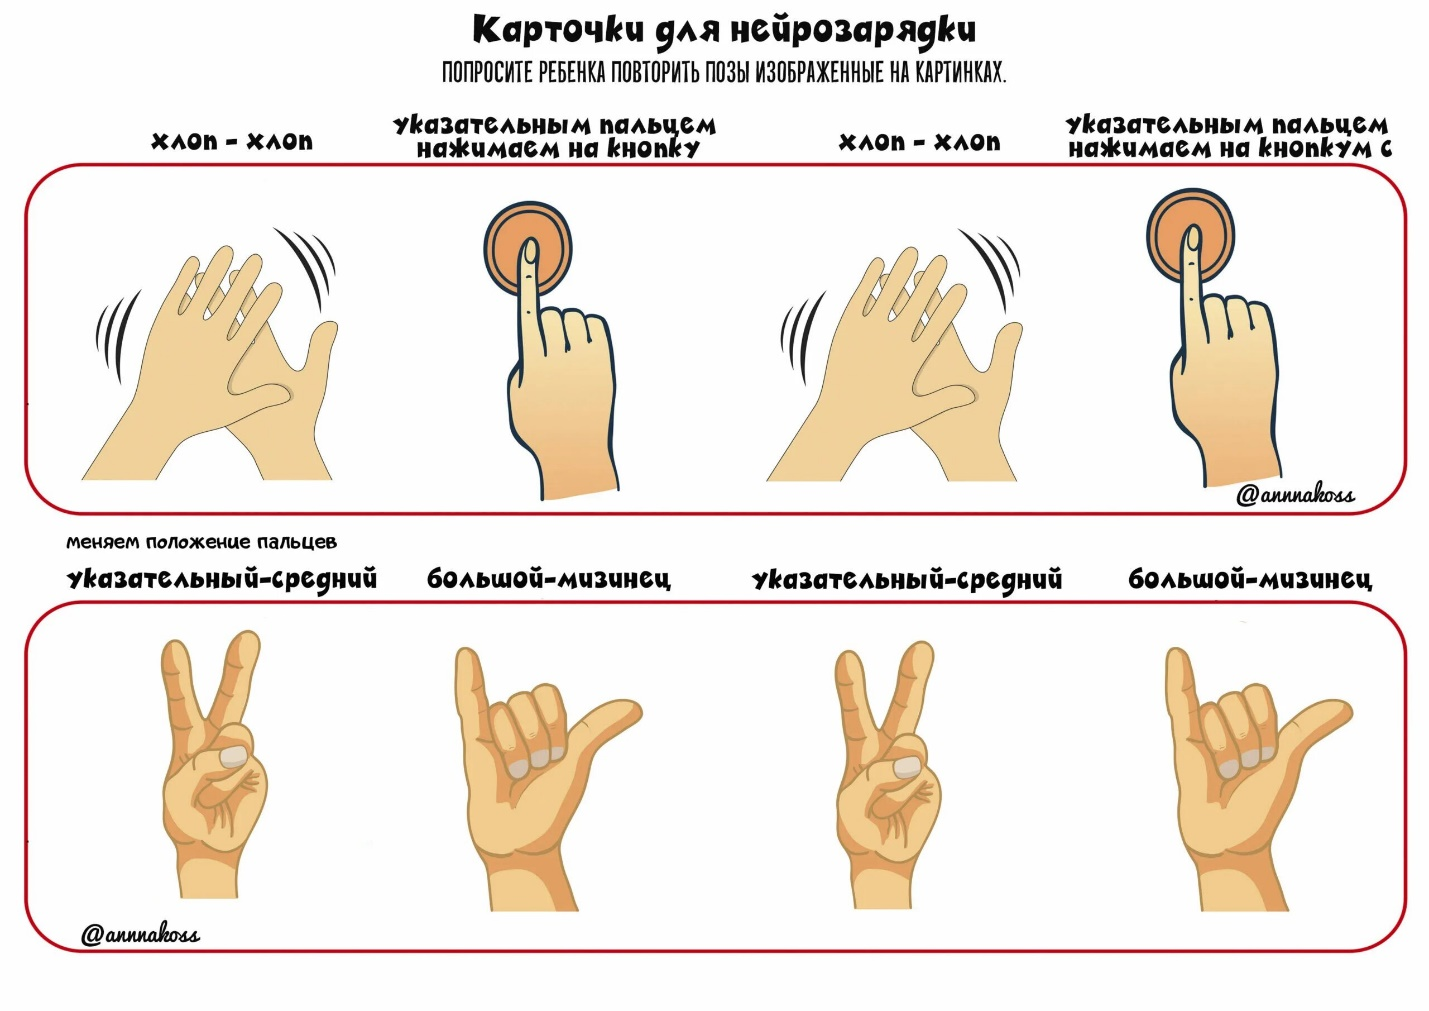 Карточки для нейрозарядки
ПОПРОСИТЕ РЕБЕНКА ПОВТОРИТЬ ПОЗЫ ИЗОБРАЖЕННЫЕ НА КАРТИНКАХ.
хлоп - хлоп
указательным пальцем
нажимаем на кнопку
хлоп - хлоп
указательным пальцем
нажимаем на кнопкум с
@annnakoss
меняем положение пальцев
указательный-средний
большой-мизинец
указательный-средний
большой-мизинец
@annnakoss